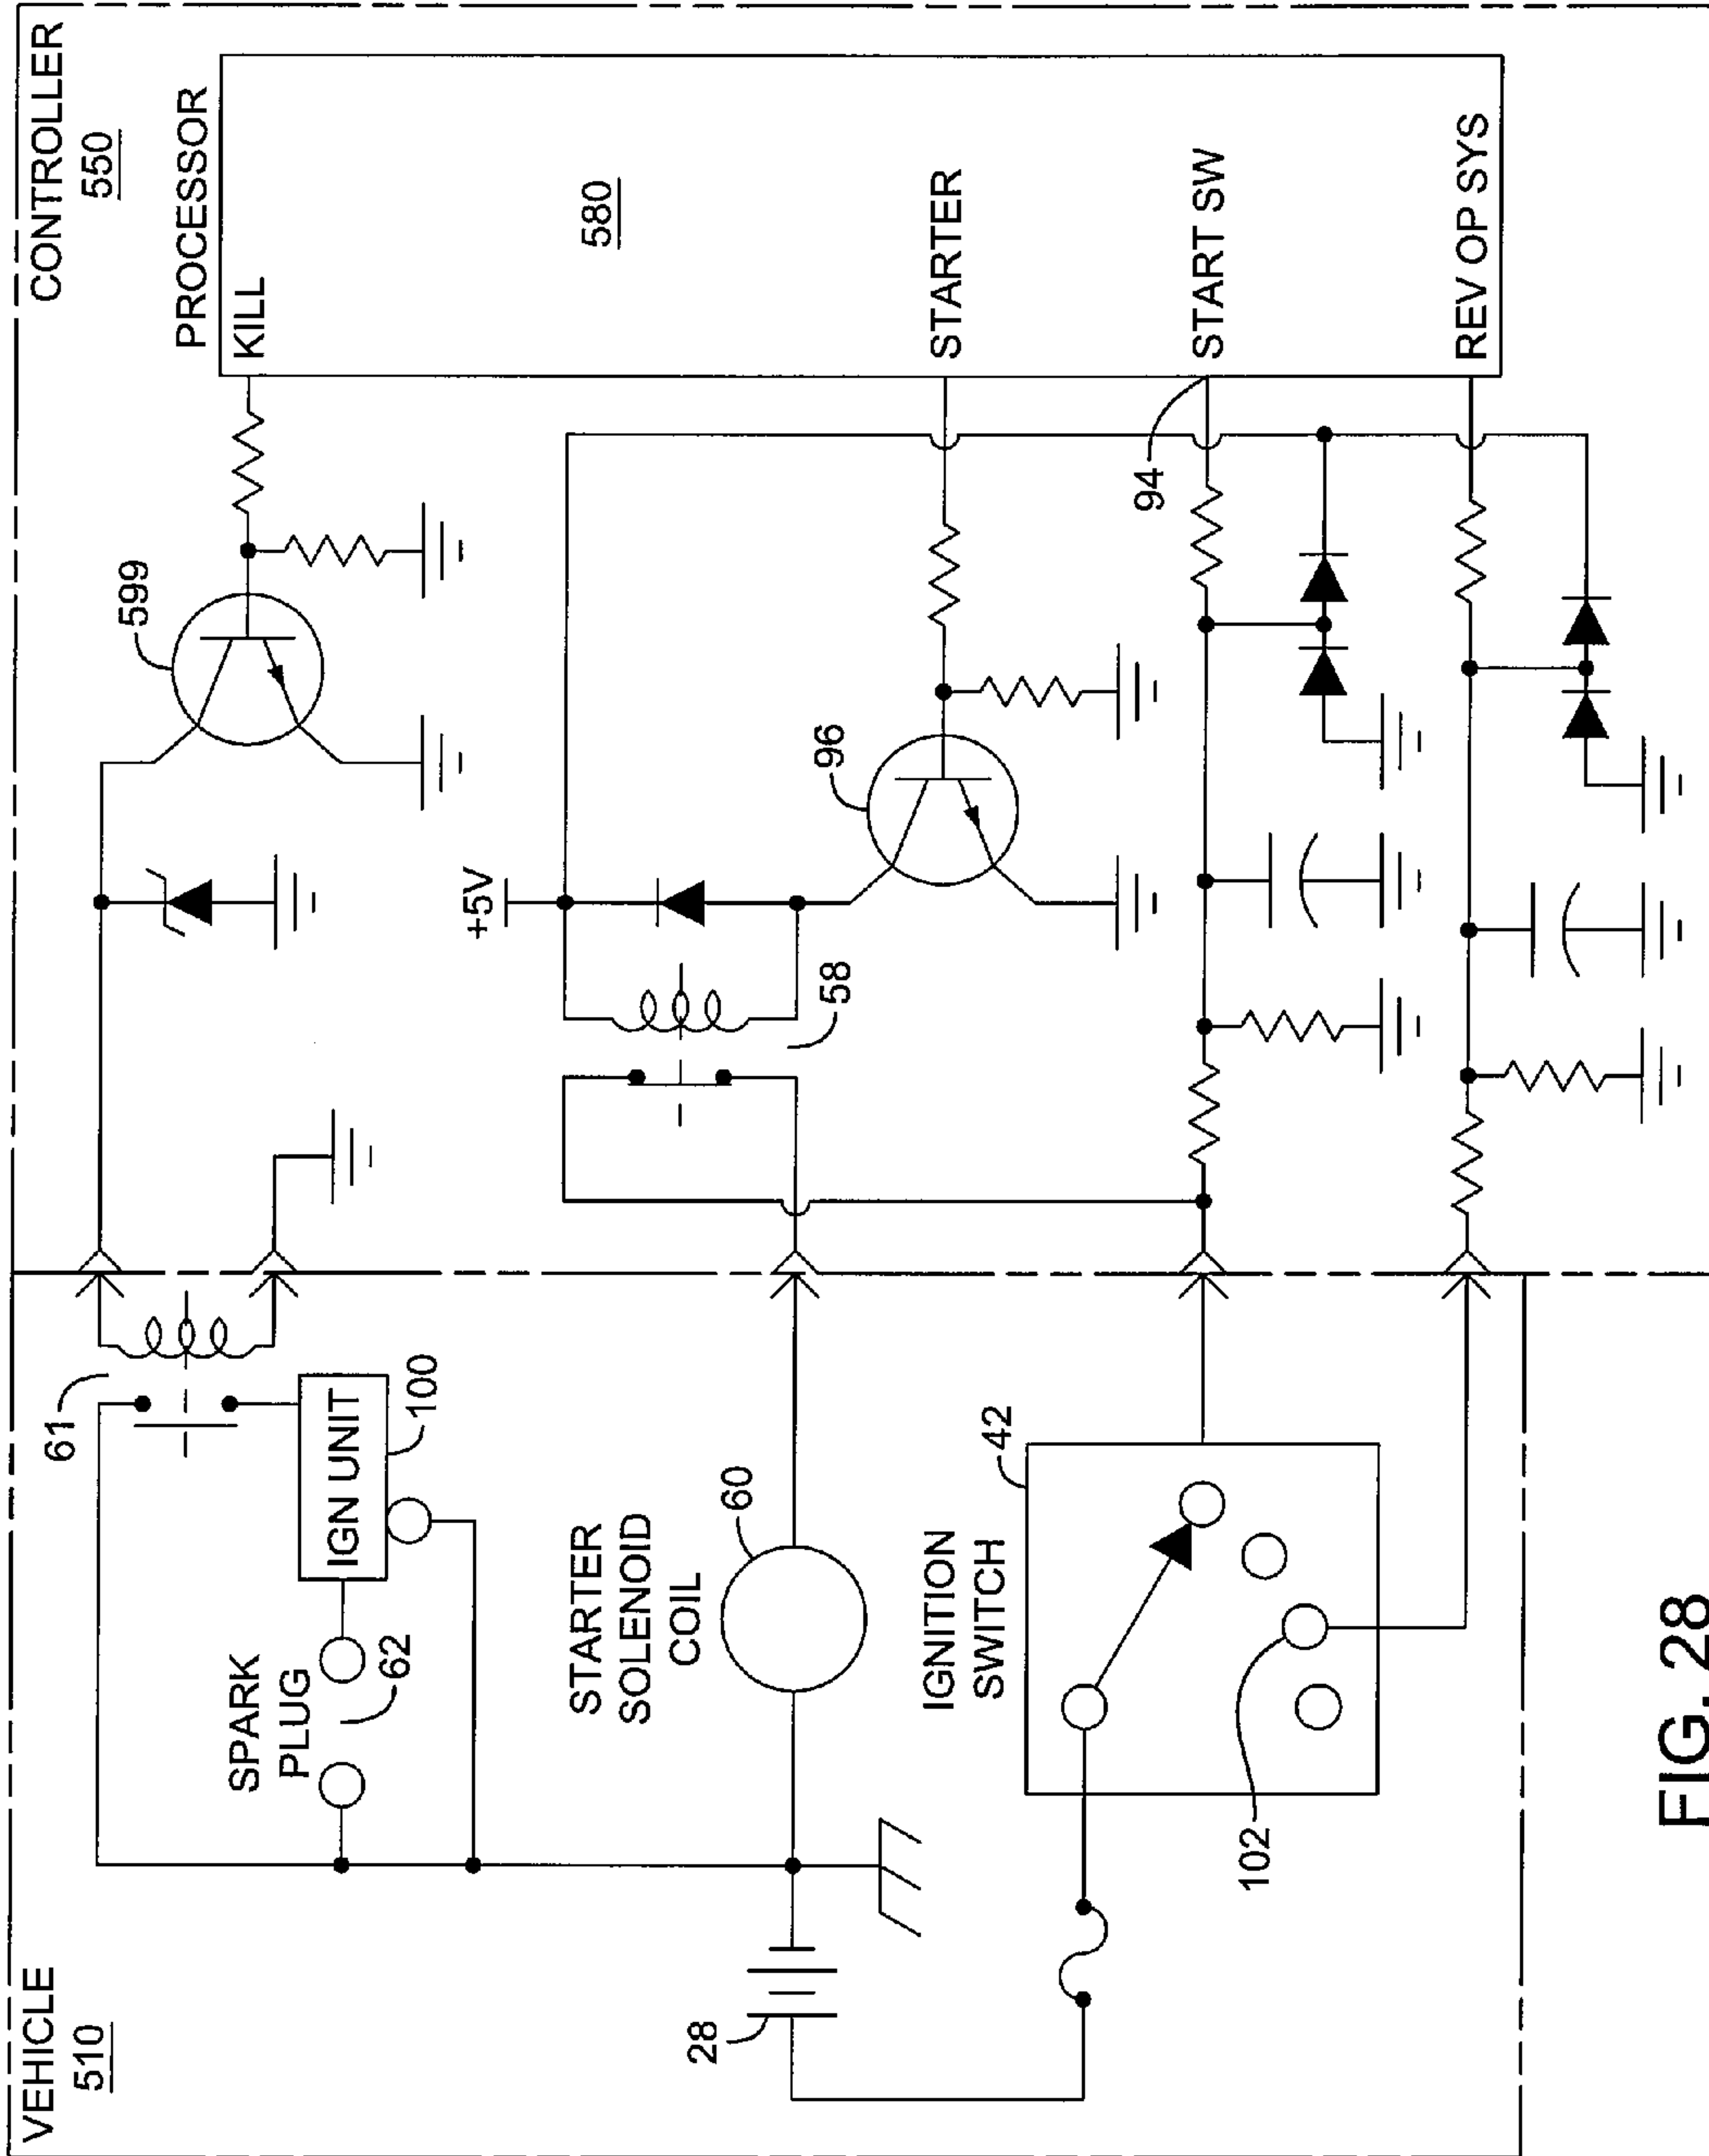 VEHICLE
510
CONTROLLER
550
PROCESSOR
KILL
580
STARTER
START SW
REV OP SYS
599
+5V
96
58
94
61
IGN UNIT
100
SPARK
PLUG
62
STARTER
SOLENOID
COIL
60
28
IGNITION
SWITCH
42
102
FIG. 28